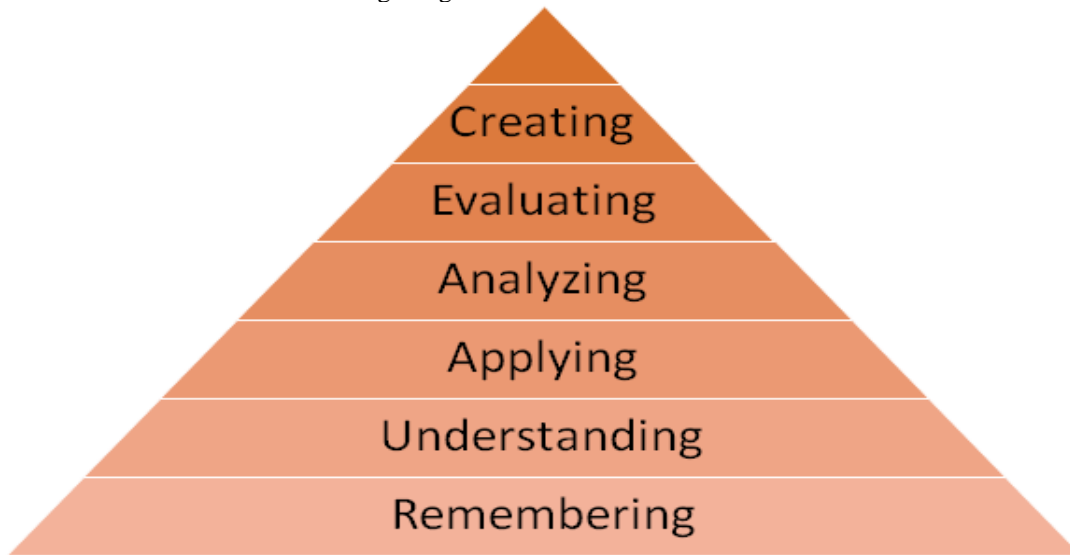 Creating
Evaluating
Analyzing
Applying
Understanding
Remembering